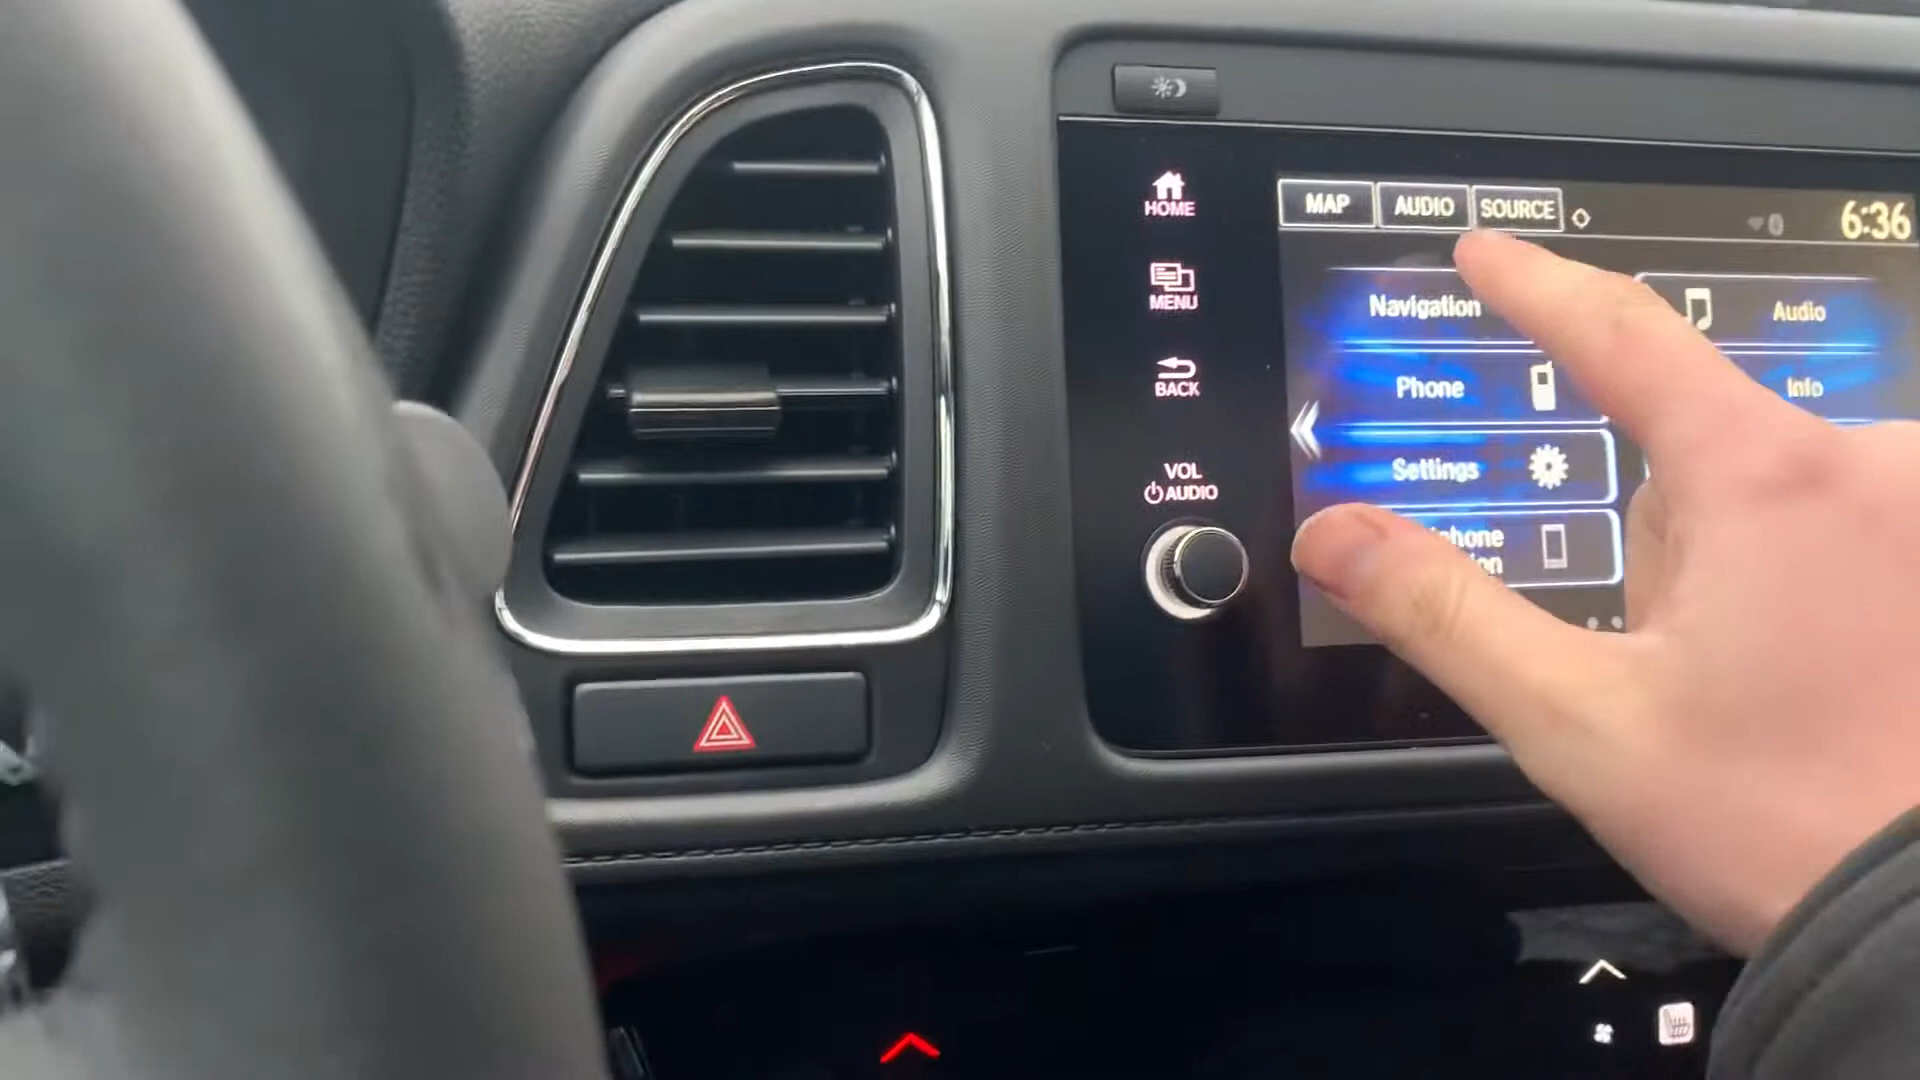 HOME
MENU
BACK
VOL
AUDIO
MAP
AUDIO
SOURCE
6:36
Navigation
Audio
Phone
Info
Settings